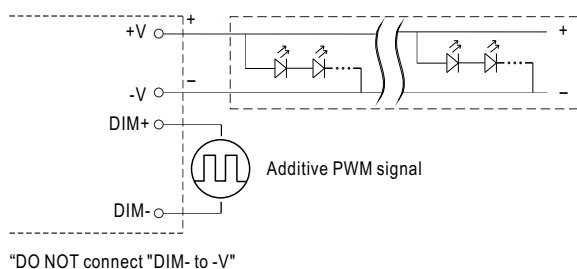 +V
+
+
-V
−
−
DIM+
Additive PWM signal
DIM-
“DO NOT connect "DIM- to -V"